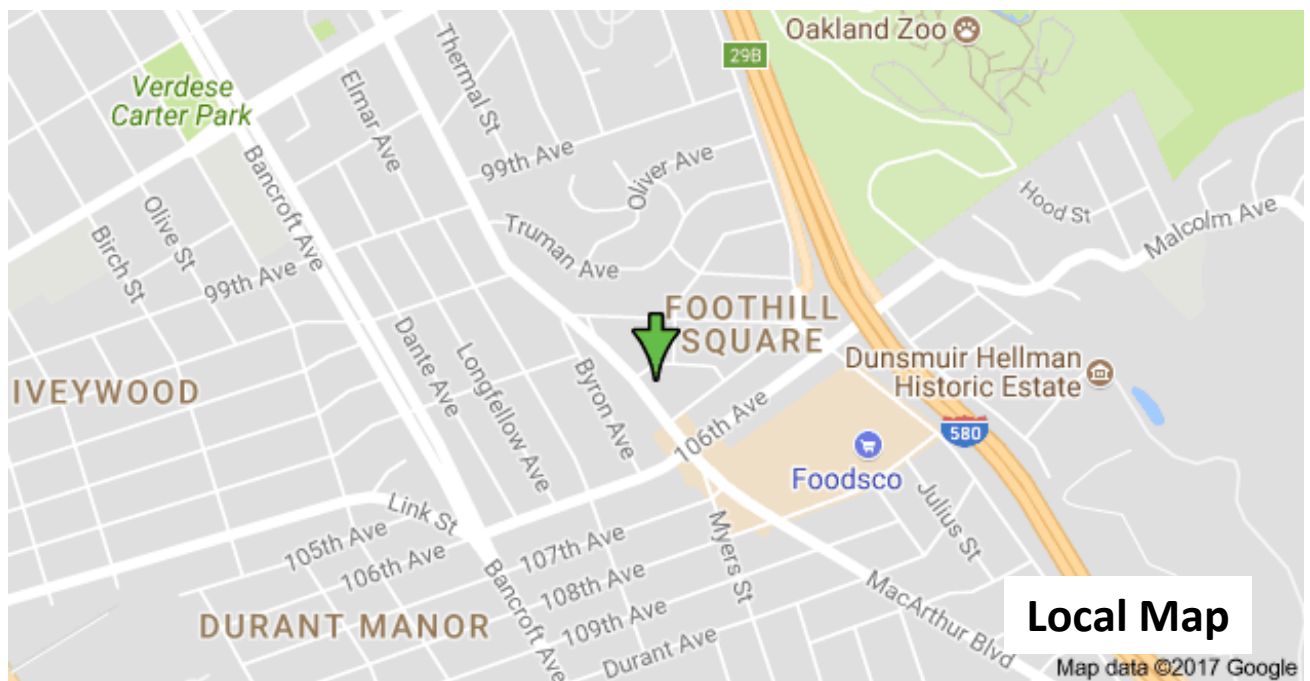 Oakland Zoo
29B
Thermal St
Verdese
Carter Park
Elmar Ave
99th Ave
Oliver Ave
Bancroft Ave
Hood St
Malcolm Ave
Olive St
Birch St
Truman Ave
99th Ave
FOOTHILL
SQUARE
Dante Ave
Longfellow Ave
Byron Ave
Dunsmuir Hellman
Historic Estate
IVEYWOOD
106th Ave
580
Foodsco
Link St
Julius St
105th Ave
106th Ave
107th Ave
Myers St
108th Ave
Bancroft Ave
MacArthur Blvd
109th Ave
DURANT MANOR
Durant Ave
Local Map
Map data ©2017 Google